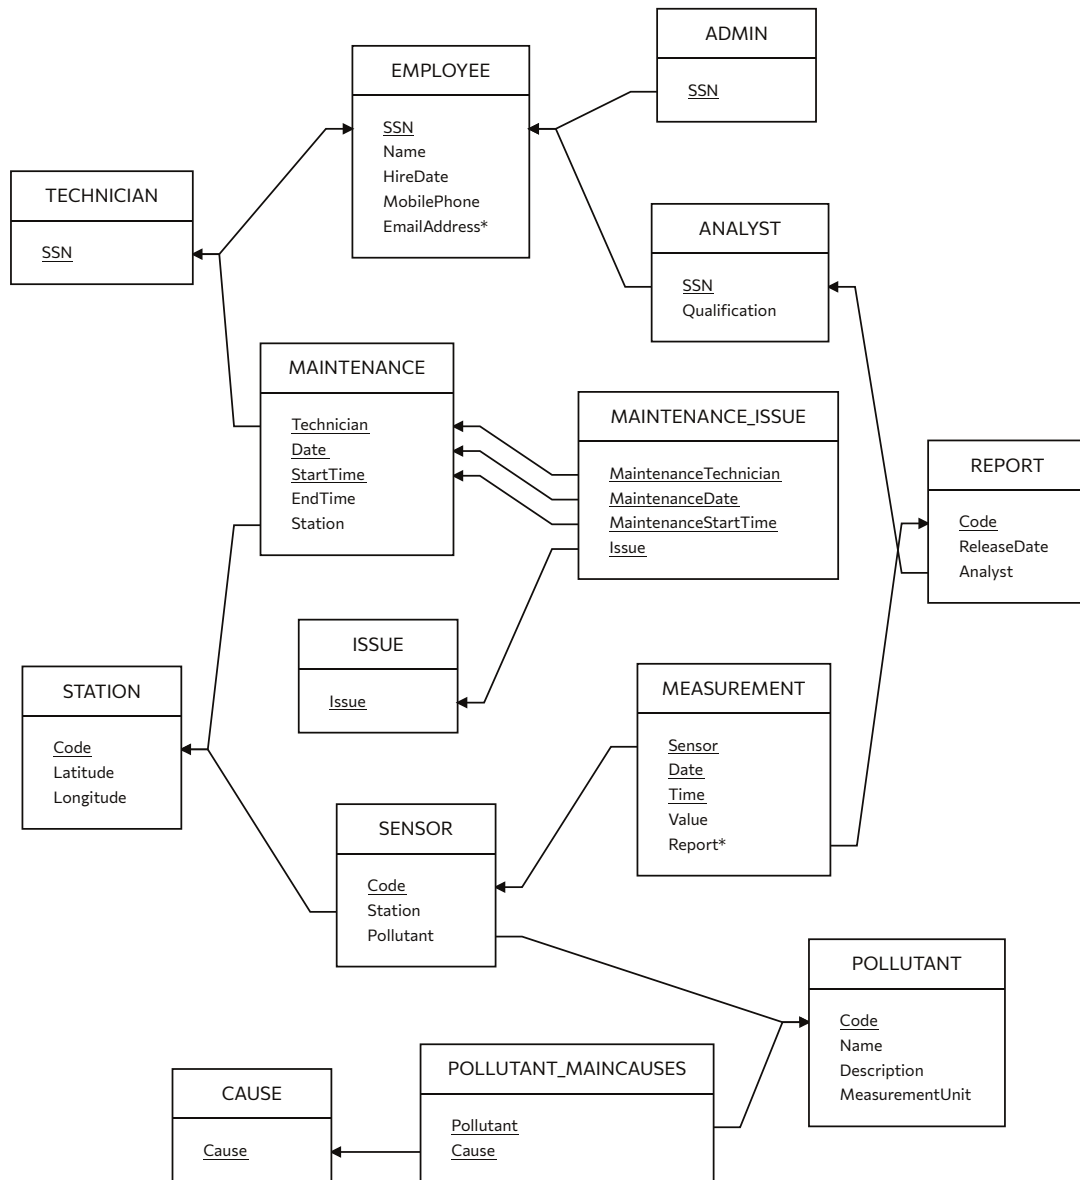 ADMIN
SSN
EMPLOYEE
SSN
Name
HireDate
MobilePhone
EmailAddress*
TECHNICIAN
SSN
ANALYST
SSN
Qualification
MAINTENANCE
Technician
Date
StartTime
EndTime
Station
MAINTENANCE_ISSUE
MaintenanceTechnician
MaintenanceDate
MaintenanceStartTime
Issue
REPORT
Code
ReleaseDate
Analyst
ISSUE
Issue
STATION
Code
Latitude
Longitude
MEASUREMENT
Sensor
Date
Time
Value
Report*
SENSOR
Code
Station
Pollutant
POLLUTANT
Code
Name
Description
MeasurementUnit
POLLUTANT_MAINCAUSES
Pollutant
Cause
CAUSE
Cause